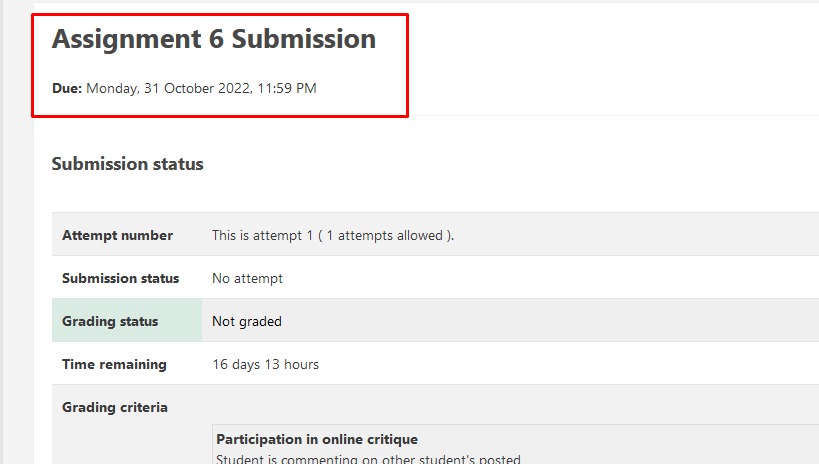 Assignment 6 Submission
Due: Monday, 31 October 2022, 11:59 PM
Submission status
Attempt number This is attempt 1 ( 1 attempts allowed ).
Submission status No attempt
Grading status Not graded
Time remaining 16 days 13 hours
Grading criteria
Participation in online critique
Student is commenting on other student's posted